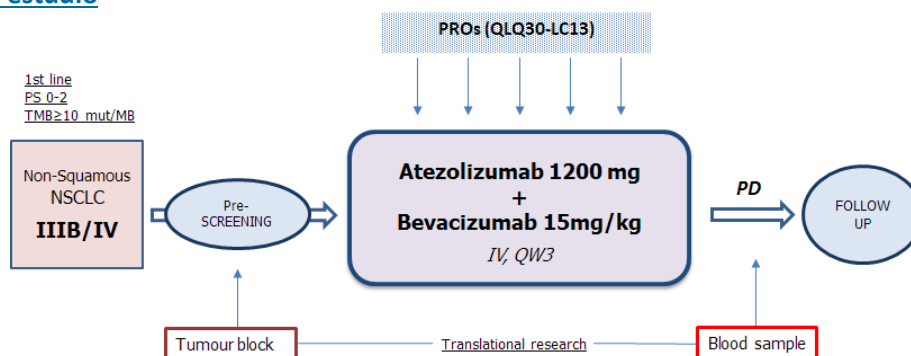 estudio
PROs (QLQ30-LC13)
1st line
PS 0-2
TMB≥10 mut/MB
Non-Squamous
NSCLC
IIIB/IV
Pre-
SCREENING
Atezolizumab 1200 mg
+
Bevacizumab 15mg/kg
IV, QW3
PD
FOLLOW
UP
Tumour block
Translational research
Blood sample